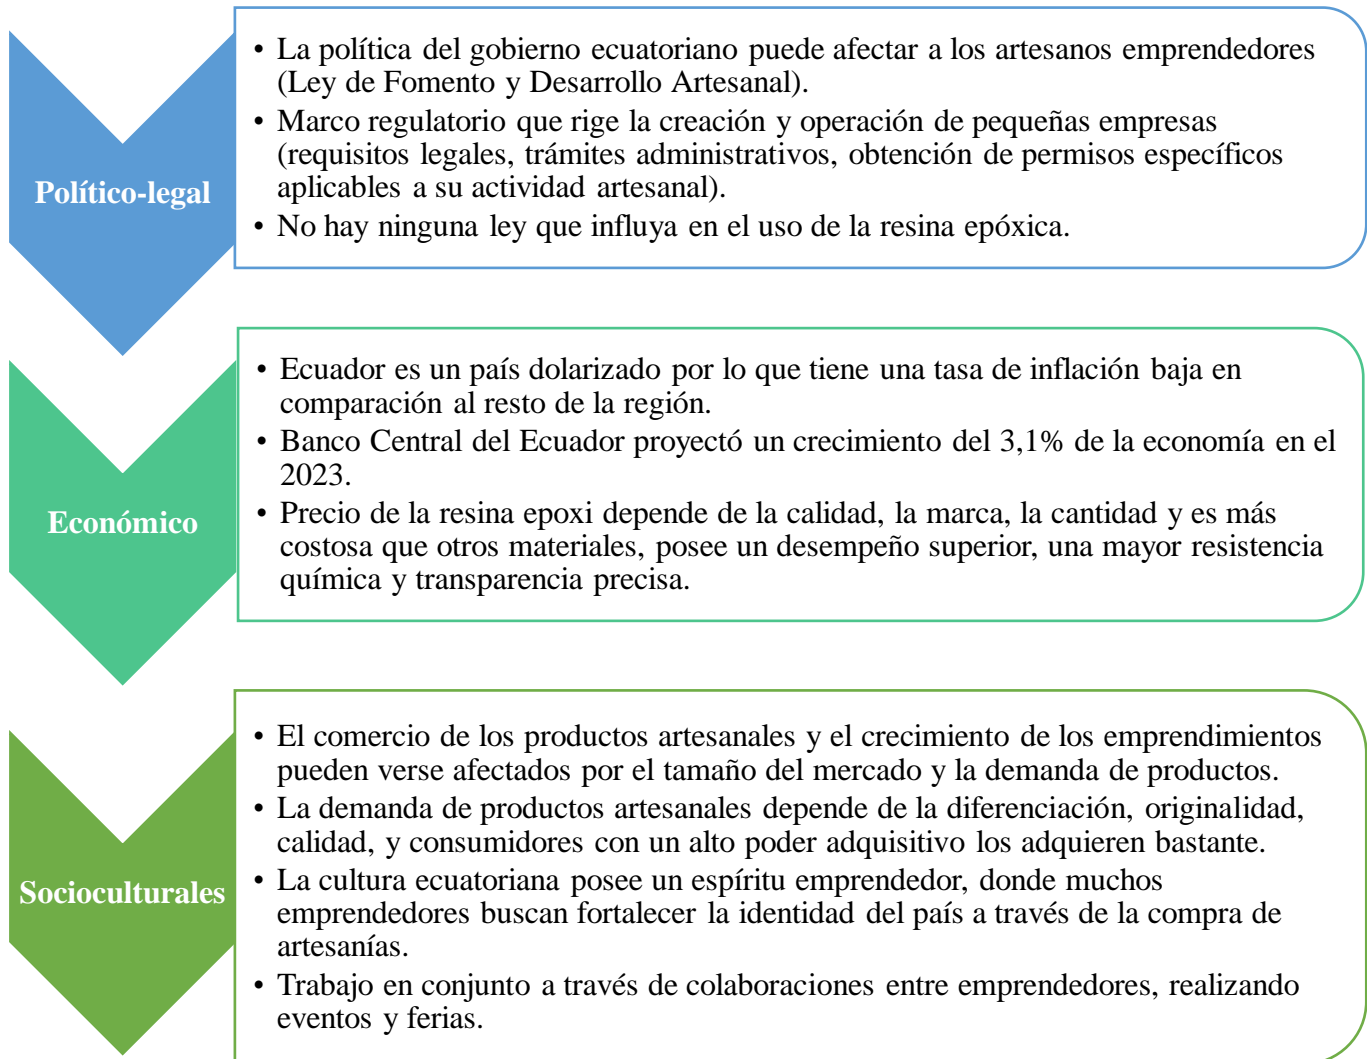 Político-legal
• La política del gobierno ecuatoriano puede afectar a los artesanos emprendedores
(Ley de Fomento y Desarrollo Artesanal).
• Marco regulatorio que rige la creación y operación de pequeñas empresas
(requisitos legales, trámites administrativos, obtención de permisos específicos
aplicables a su actividad artesanal).
• No hay ninguna ley que influya en el uso de la resina epóxica.
Económico
• Ecuador es un país dolarizado por lo que tiene una tasa de inflación baja en
comparación al resto de la región.
• Banco Central del Ecuador proyectó un crecimiento del 3,1% de la economía en el
2023.
• Precio de la resina epoxi depende de la calidad, la marca, la cantidad y es más
costosa que otros materiales, posee un desempeño superior, una mayor resistencia
química y transparencia precisa.
Socioculturales
• El comercio de los productos artesanales y el crecimiento de los emprendimientos
pueden verse afectados por el tamaño del mercado y la demanda de productos.
• La demanda de productos artesanales depende de la diferenciación, originalidad,
calidad, y consumidores con un alto poder adquisitivo los adquieren bastante.
• La cultura ecuatoriana posee un espíritu emprendedor, donde muchos
emprendedores buscan fortalecer la identidad del país a través de la compra de
artesanías.
• Trabajo en conjunto a través de colaboraciones entre emprendedores, realizando
eventos y ferias.